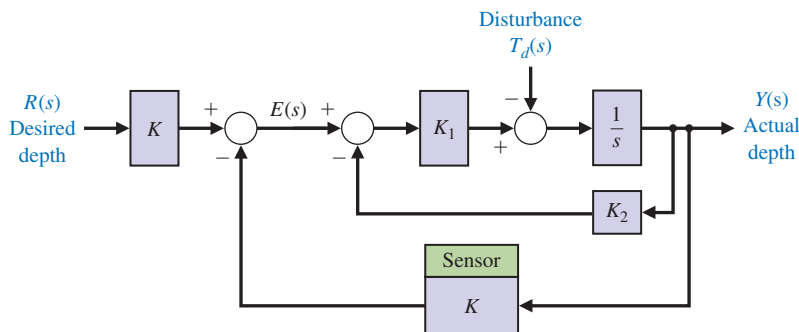 Disturbance
T_d(s)
R(s)
Desired
depth
K
+
−
E(s)
+
−
K_1
+
−
1
s
Y(s)
Actual
depth
K_2
Sensor
K